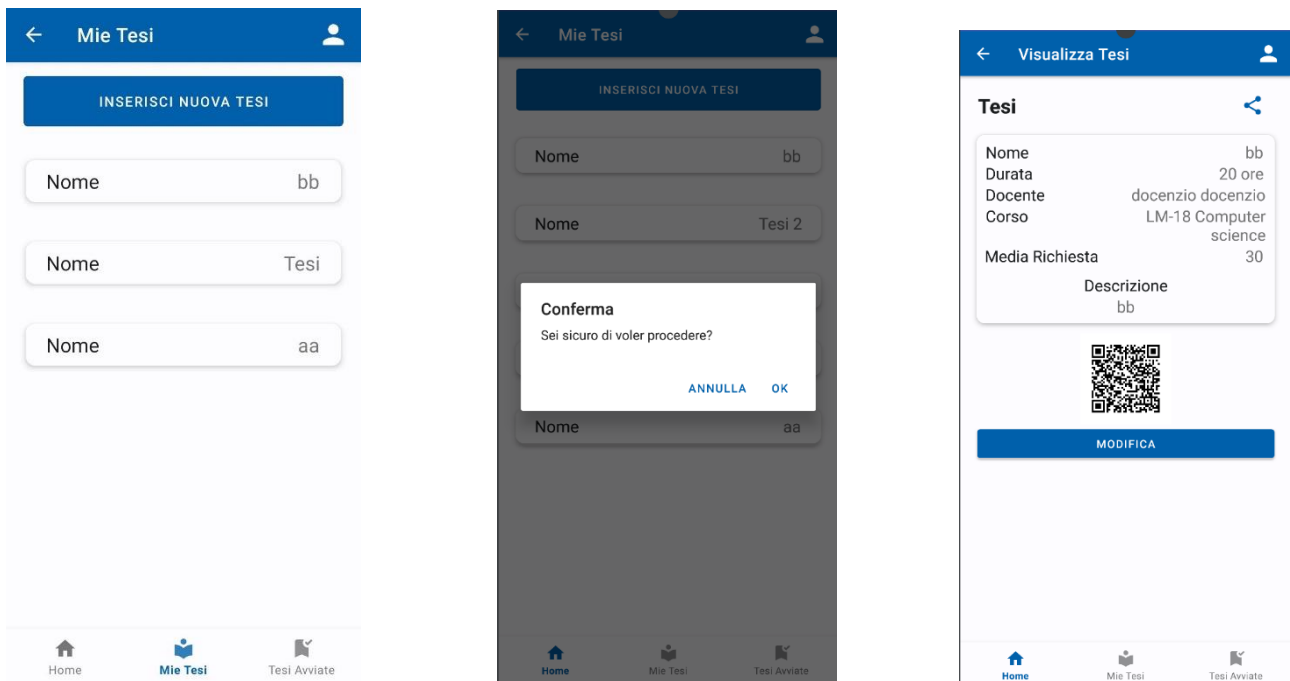 Mie Tesi
INSERISCI NUOVA TESI
Nome bb
Nome Tesi
Nome aa
Home Mie Tesi Tesi Avviate
Mie Tesi
INSERISCI NUOVA TESI
Nome bb
Nome Tesi 2
Conferma
Sei sicuro di voler procedere?
ANNULLA OK
Nome aa
Home Mie Tesi Tesi Avviate
Visualizza Tesi
Tesi
Nome bb
Durata 20 ore
Docente docenzio docenzio
Corso LM-18 Computer
science
Media Richiesta 30
Descrizione
bb
MODIFICA
Home Mie Tesi Tesi Avviate